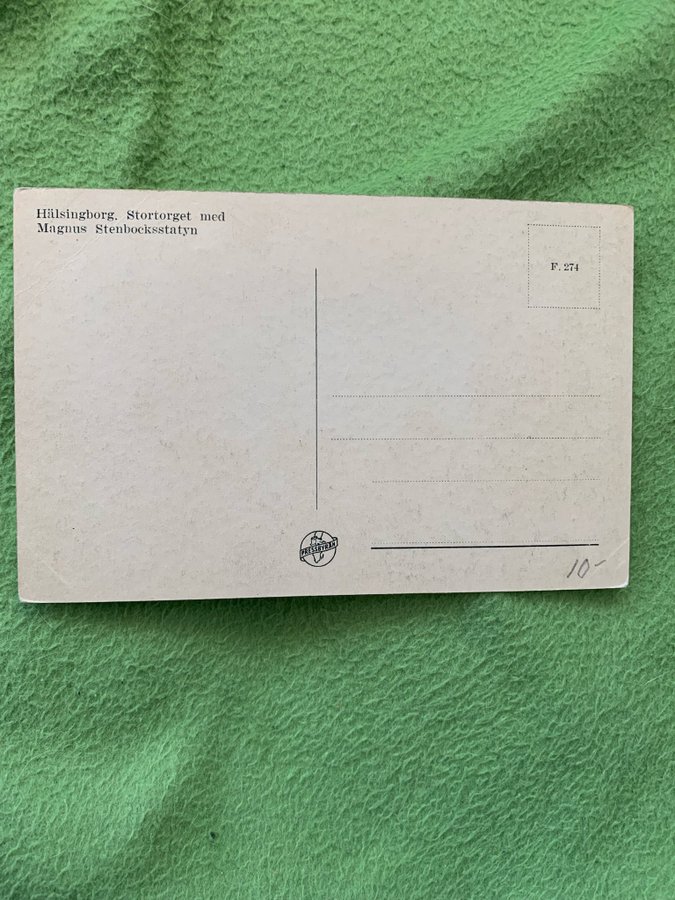 Hälsingborg. Stortorget med
Magnus Stenbocksstatyn
F. 274
PRESSBYRÅN
10-